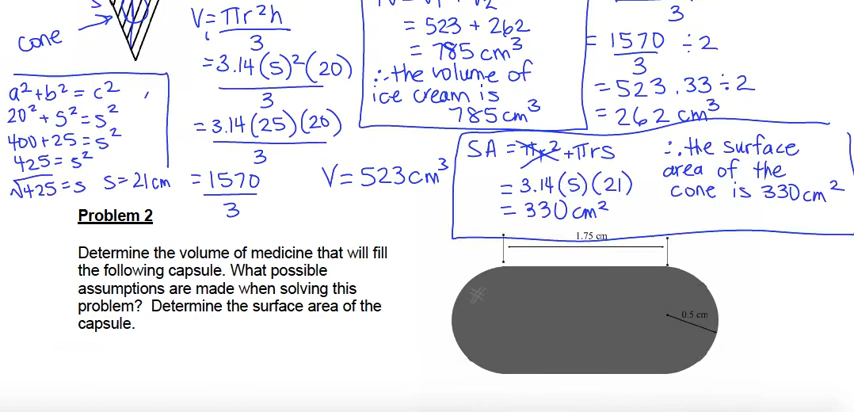 cone
a² + b² = c²
20² + 5² = s²
400 + 25 = s²
425 = s²
√425 = s s = 21 cm
V = πr²h
3
= 3.14(5)²(20)
3
= 3.14(25)(20)
3
= 1570
3
V = 523 cm³
= 523 + 262
= 785 cm³
∴ the volume of
ice cream is
785 cm³
3
= 1570 ÷ 2
3
= 523.33 ÷ 2
= 262 cm³
SA = πr² + πrs
= 3.14(5)(21)
= 330 cm²
∴ the surface
area of the
cone is 330 cm²
Problem 2
Determine the volume of medicine that will fill
the following capsule. What possible
assumptions are made when solving this
problem? Determine the surface area of the
capsule.
1.75 cm
0.5 cm